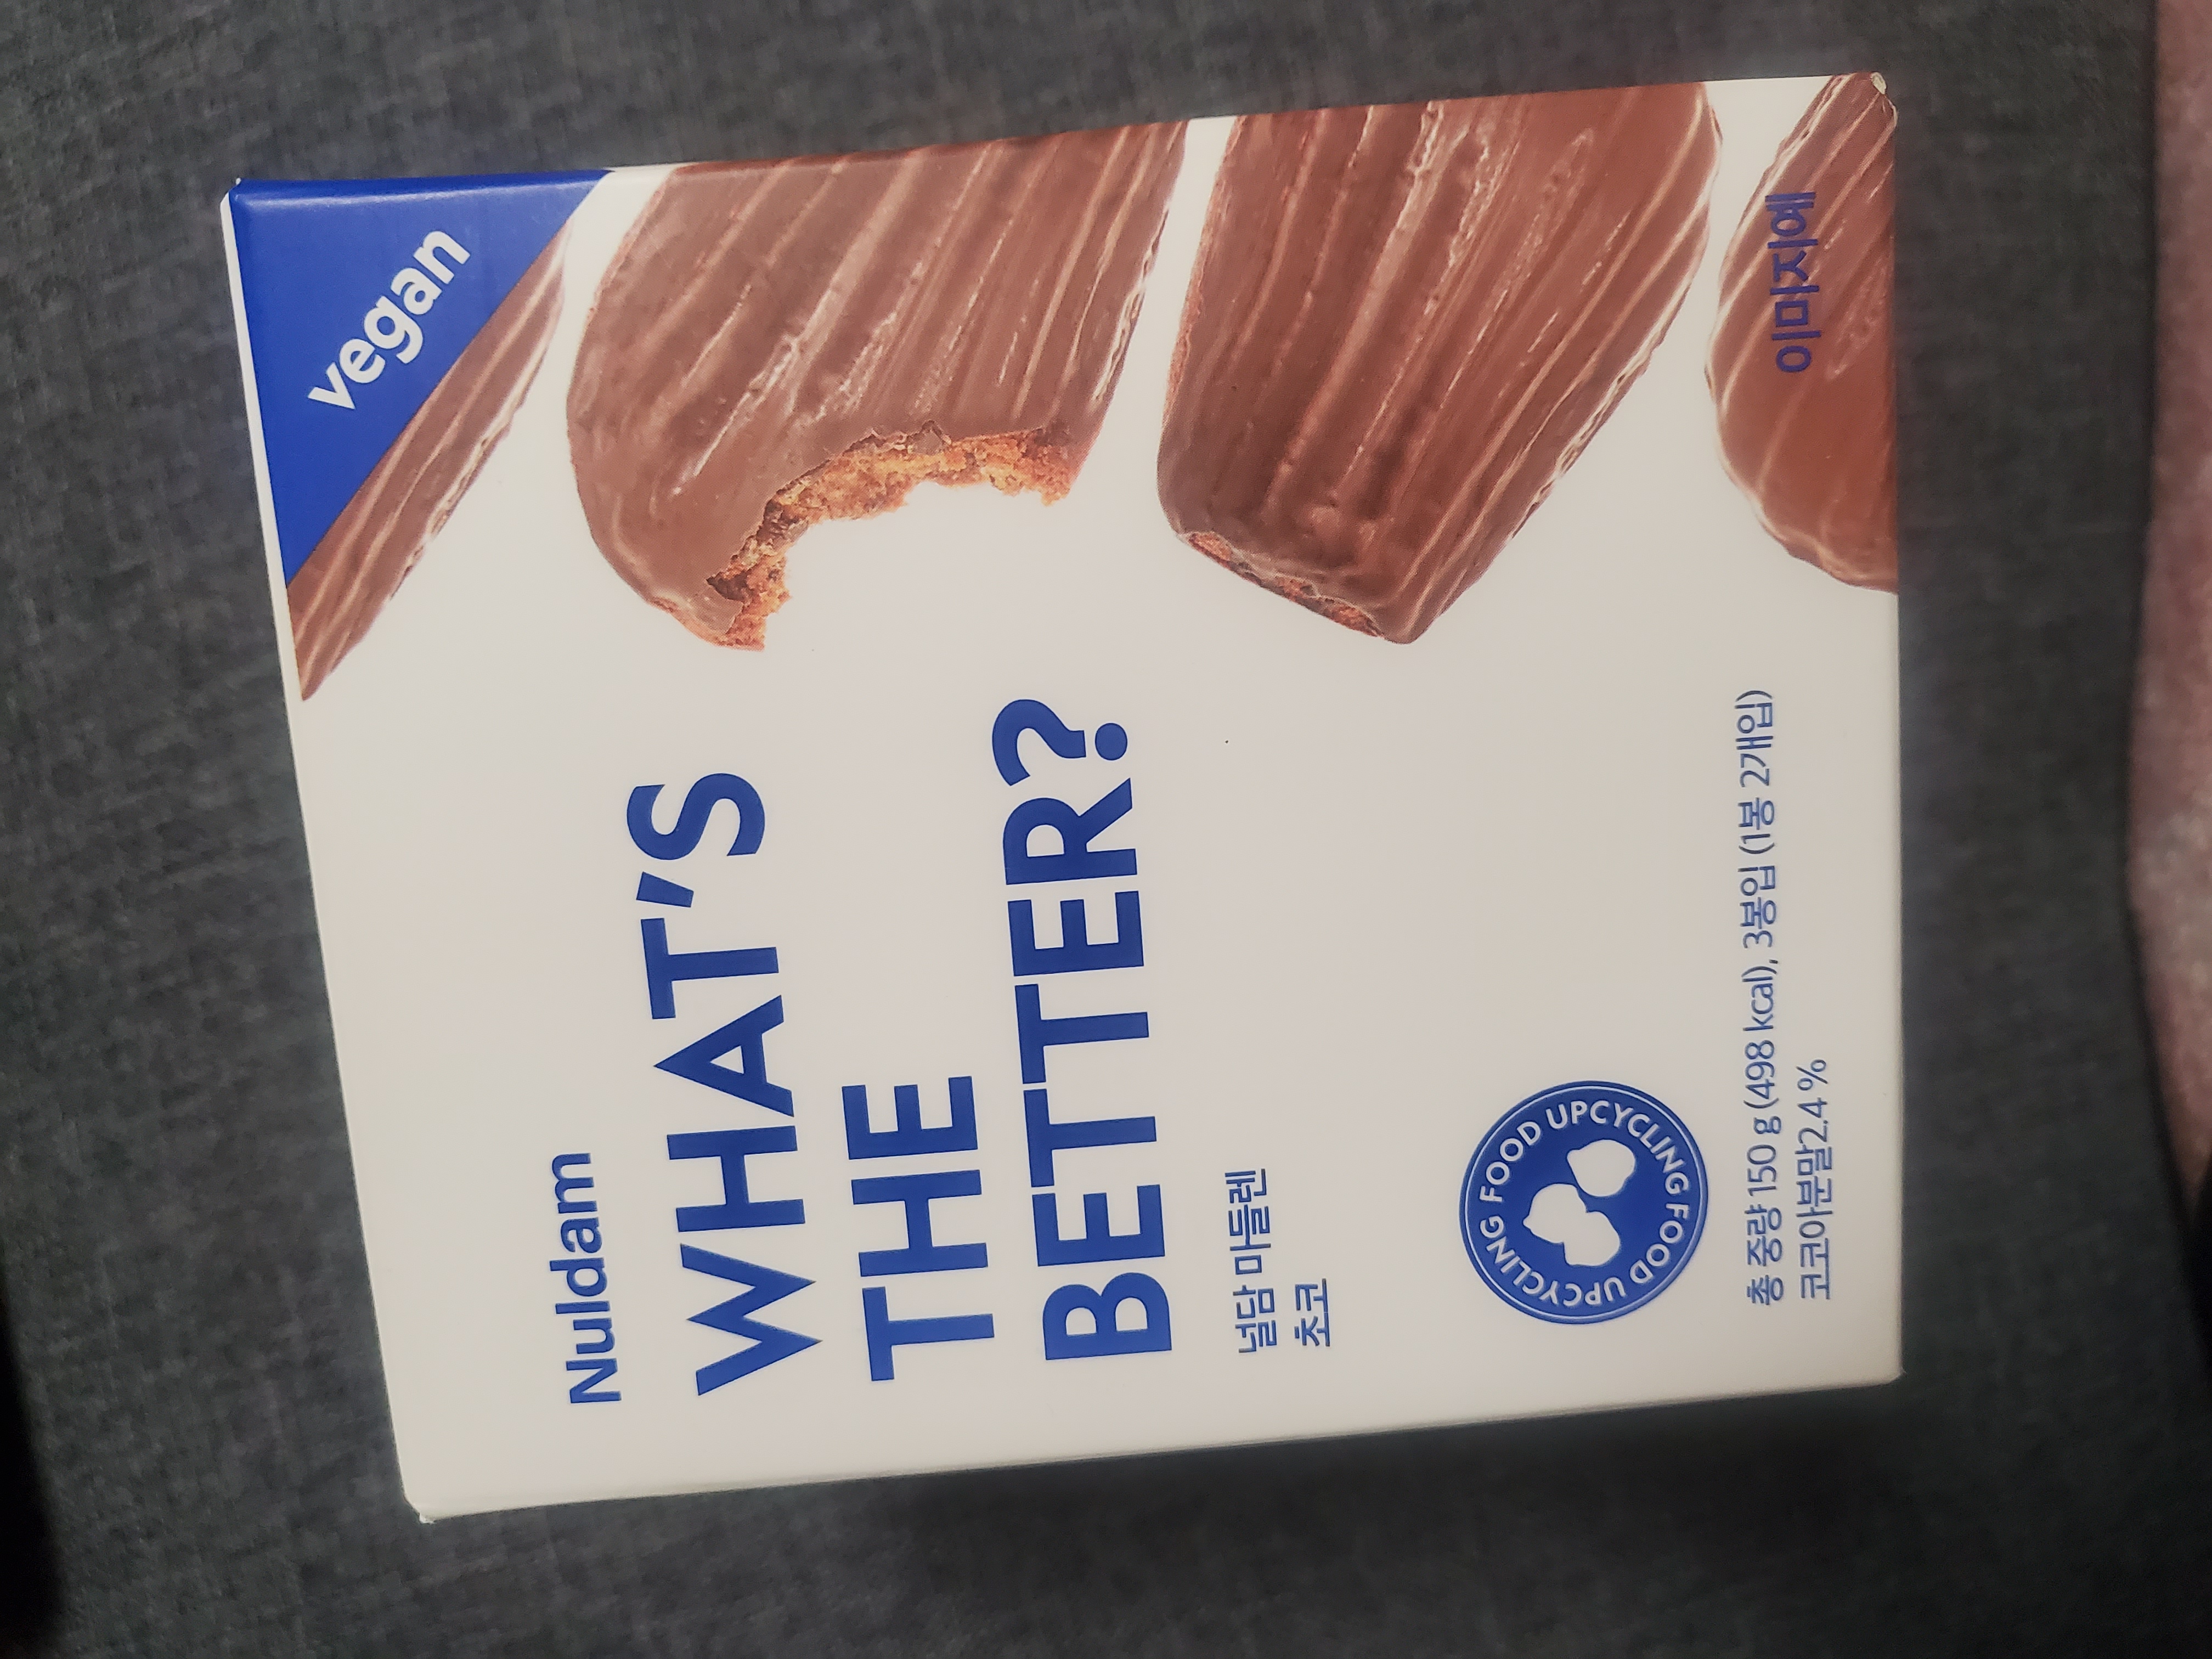 vegan
Nuldam
WHAT'S
THE
BETTER?
널담 마들렌
초코
FOOD UPCYCLING FOOD UPCYCLING
총 중량 150 g (498 kcal), 3봉입 (1봉 2개입)
코코아분말2.4 %
이미지예